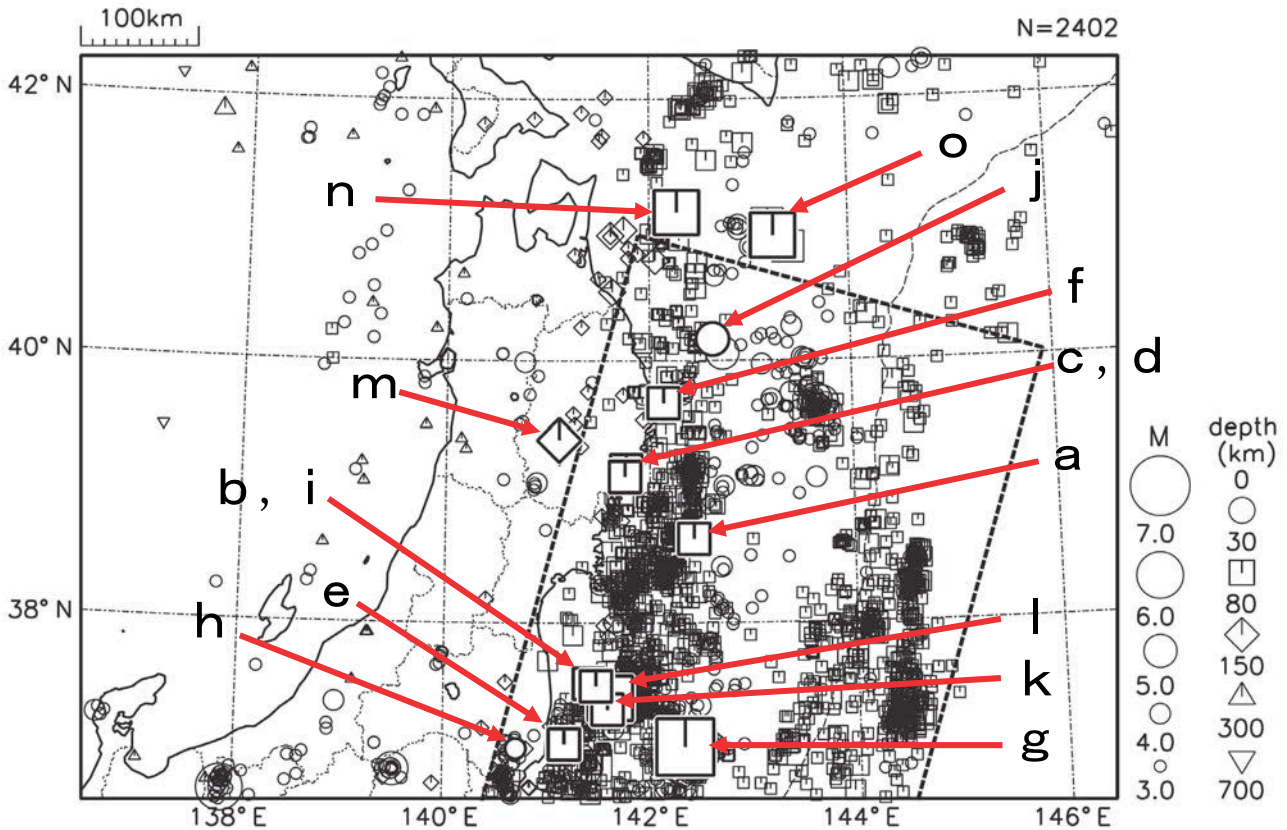 100km
N=2402
42° N
o
j
n
f
40° N
c, d
m
M
depth
(km)
a
0
b, i
7.0
30
6.0
80
38° N
e
l
h
150
k
5.0
300
g
4.0
3.0
700
138° E
140° E
142° E
144° E
146° E